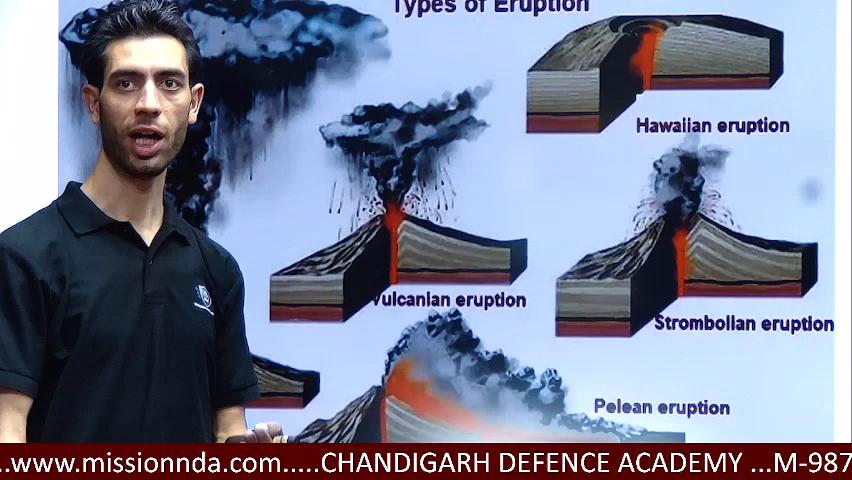 Types of Eruption
Hawaiian eruption
Vulcanian eruption
Strombolian eruption
Pelean eruption
..www.missionnda.com.....CHANDIGARH DEFENCE ACADEMY ...M-987